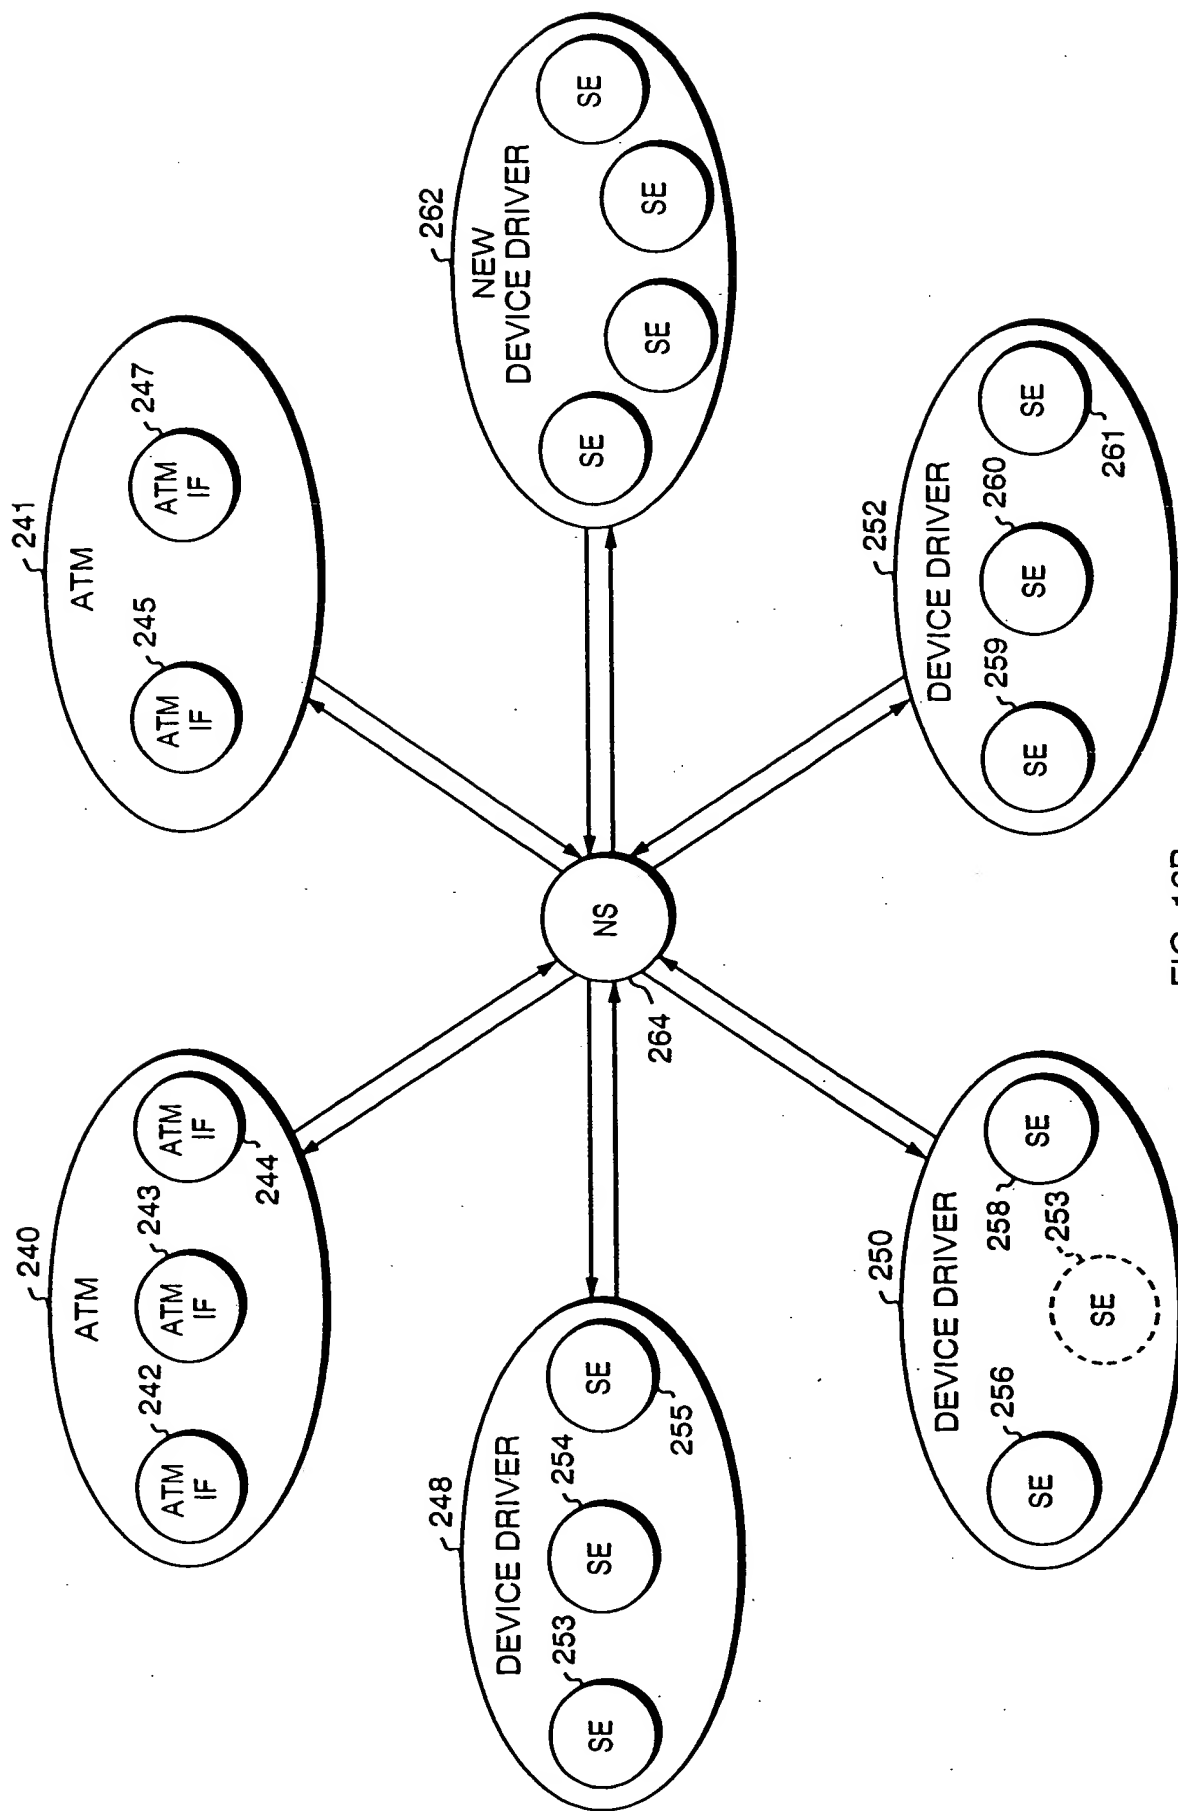 240
ATM
242
ATM
IF
243
ATM
IF
ATM
IF
244
241
ATM
245
ATM
IF
247
ATM
IF
248
DEVICE DRIVER
253
SE
254
SE
SE
255
NS
264
262
NEW
DEVICE DRIVER
SE
SE
SE
SE
250
DEVICE DRIVER
256
SE
258
SE
253
SE
252
DEVICE DRIVER
259
SE
260
SE
SE
261
FIG.